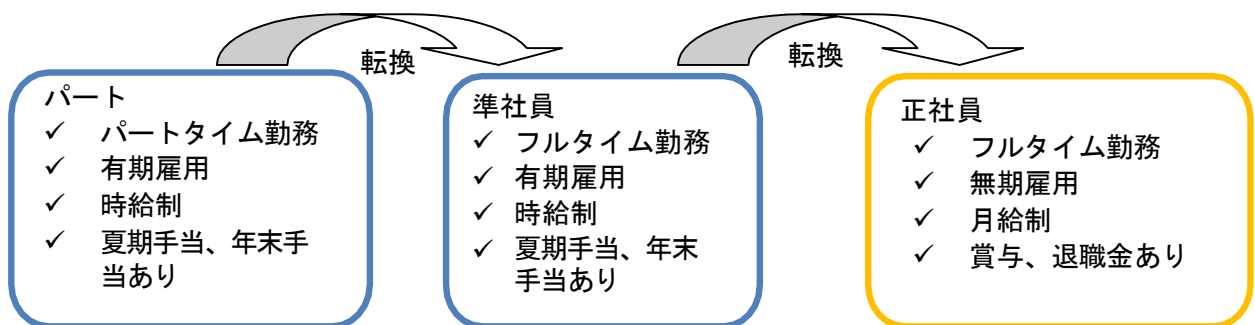 転換
転換
パート
✓ パートタイム勤務
✓ 有期雇用
✓ 時給制
✓ 夏期手当、年末手
当あり
準社員
✓ フルタイム勤務
✓ 有期雇用
✓ 時給制
✓ 夏期手当、年末
手当あり
正社員
✓ フルタイム勤務
✓ 無期雇用
✓ 月給制
✓ 賞与、退職金あり